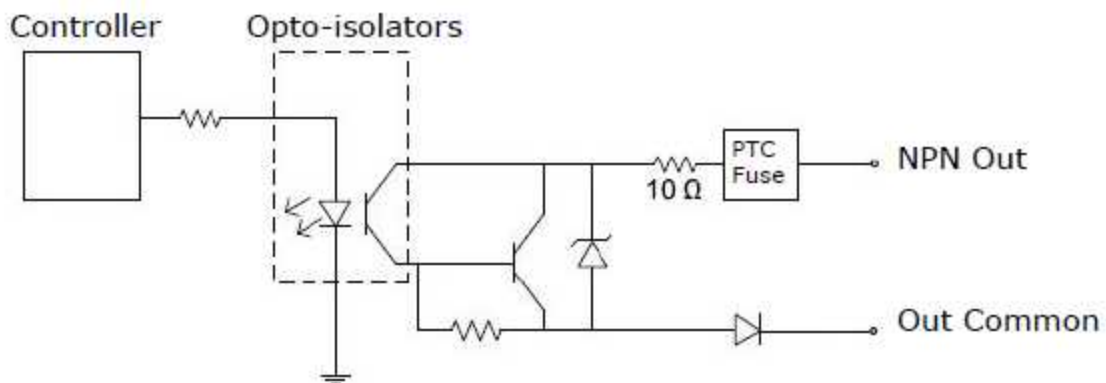 Controller
Opto-isolators
PTC
Fuse
NPN Out
10 Ω
Out Common